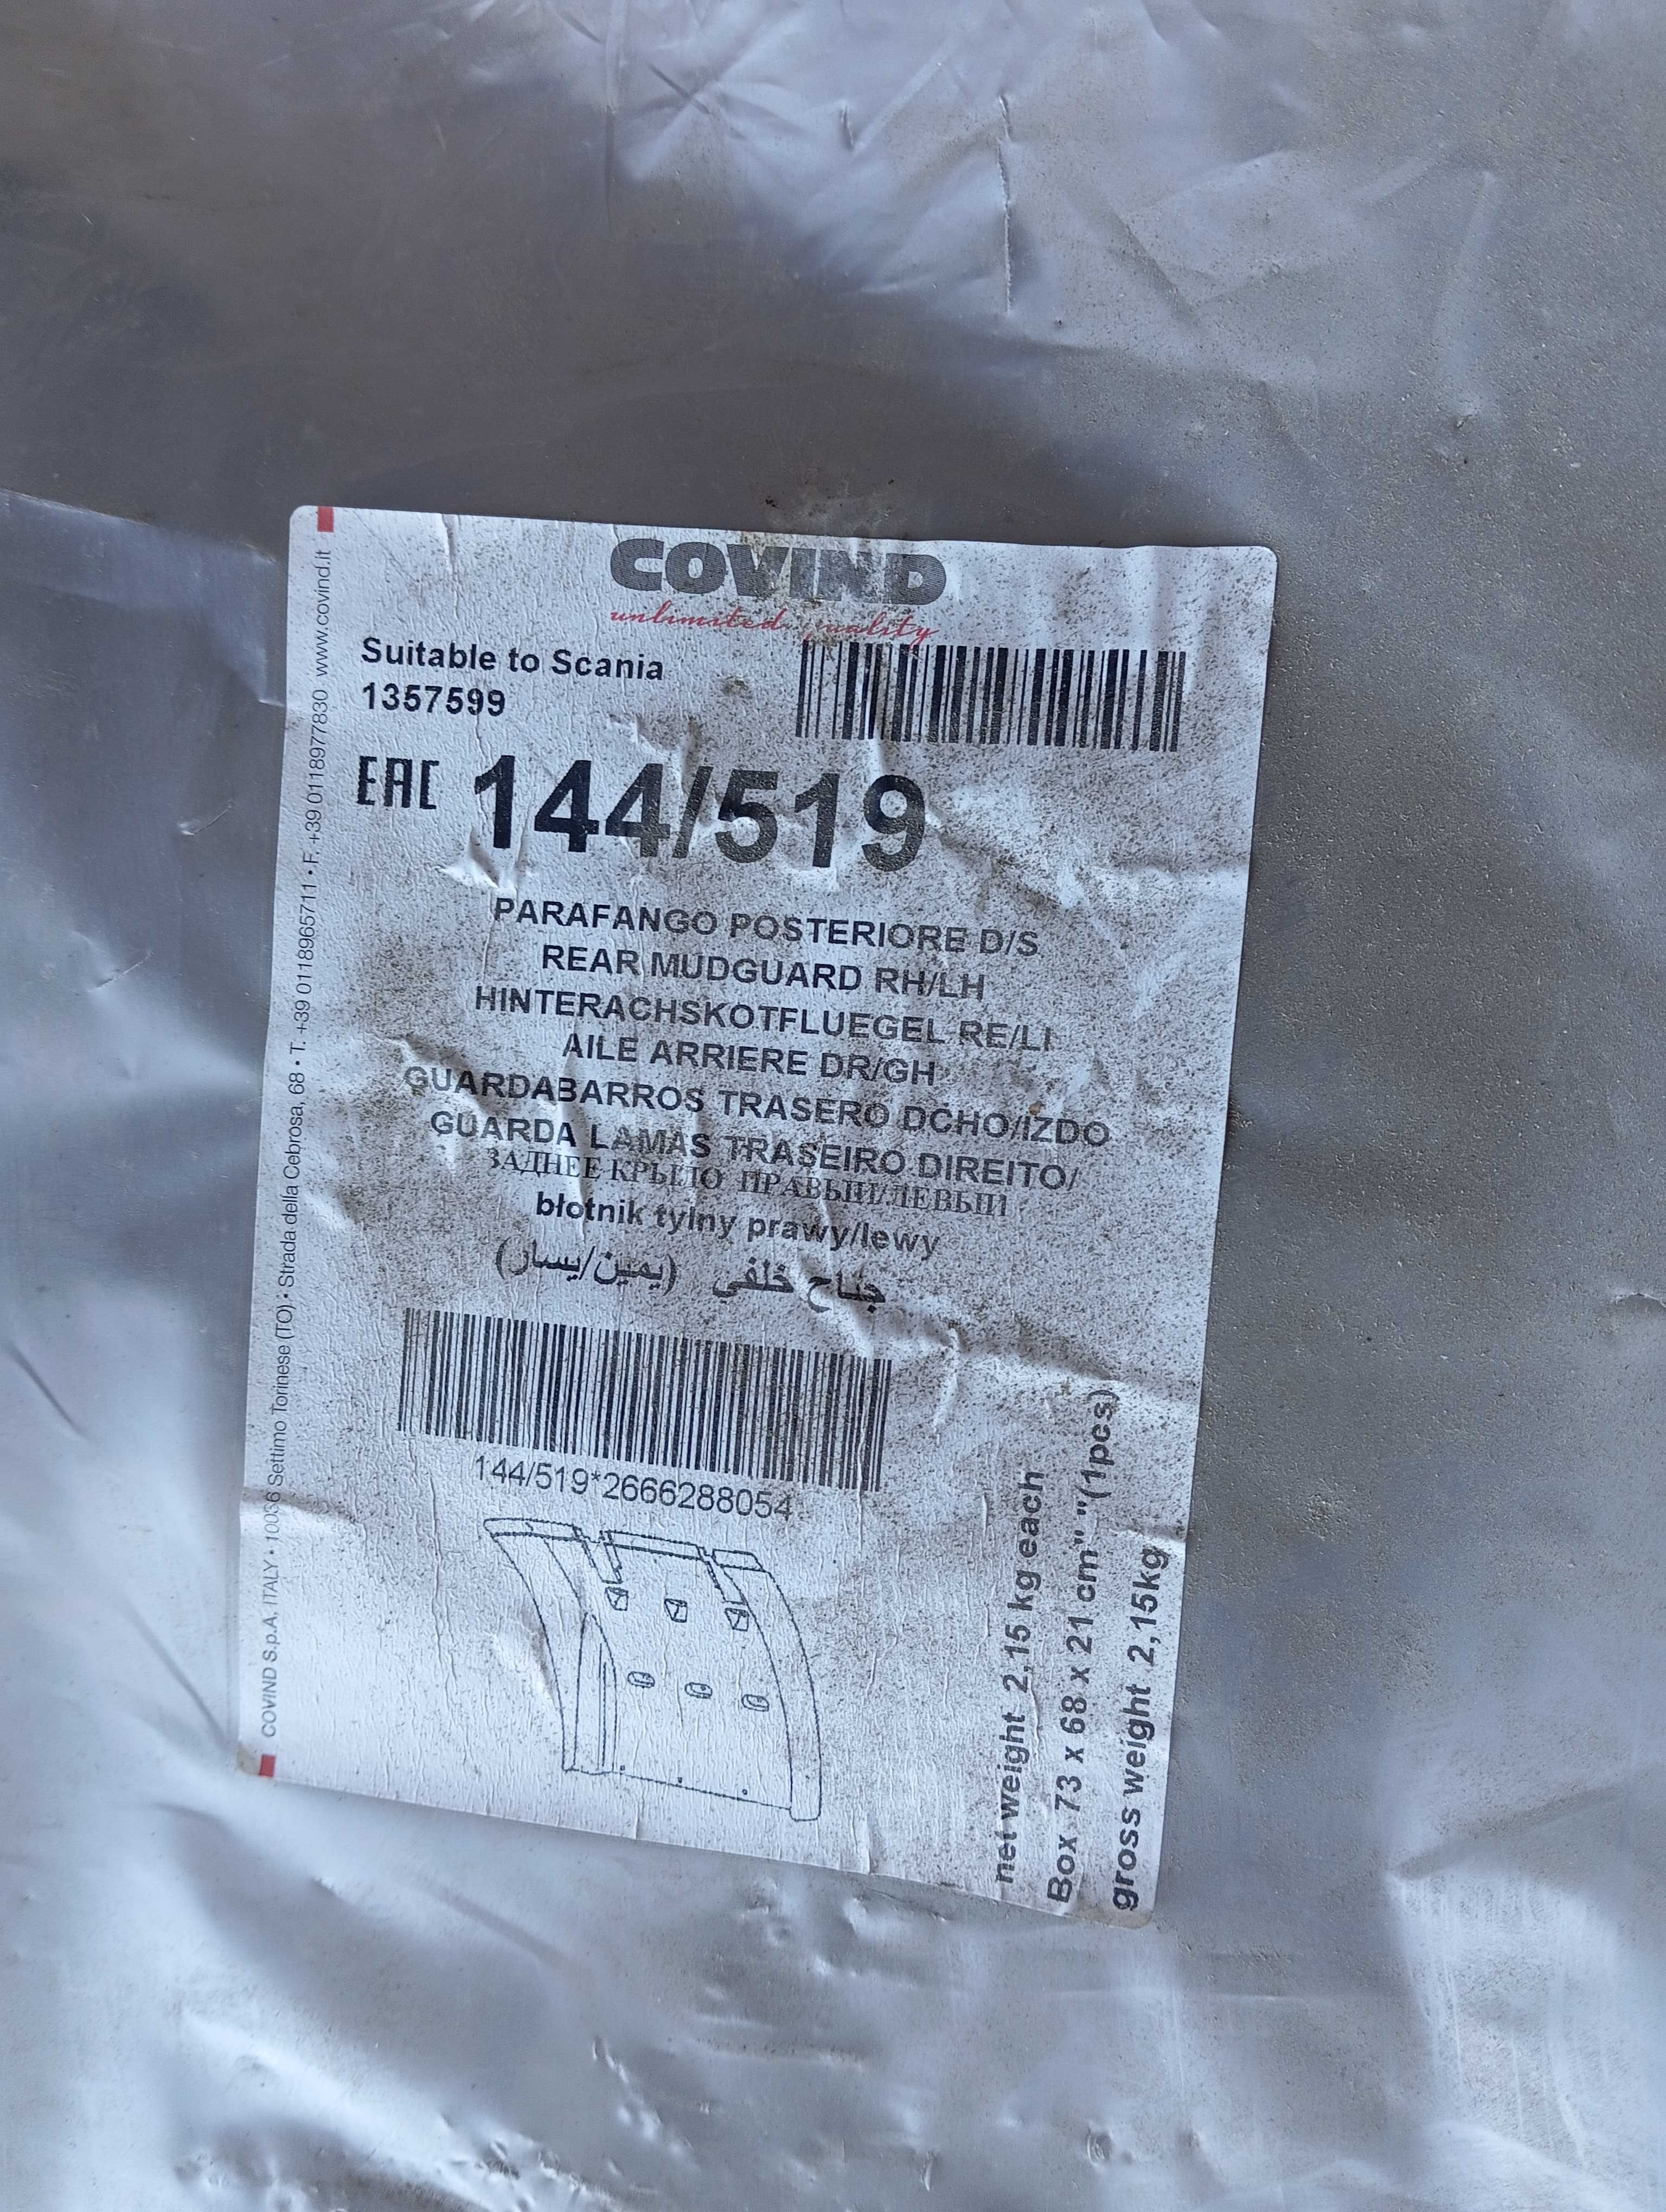 COVIND
unlimited quality
Suitable to Scania
1357599
EAC 144/519
PARAFANGO POSTERIORE D/S
REAR MUDGUARD RH/LH
HINTERACHSKOTFLUEGEL RE/LI
AILE ARRIERE DR/GH
GUARDABARROS TRASERO DCHO/IZDO
GUARDA LAMAS TRASEIRO DIREITO/
ЗАДНЕЕ КРЫЛО ПРАВЫЙ/ЛЕВЫЙ
błotnik tylny prawy/lewy
جناح خلفي (يمين/يسار)
144/519*2666288054
net weight 2,15 kg each
Box 73 x 68 x 21 cm" "(1pcs)
gross weight 2,15kg
COVIND S.p.A. ITALY • 10036 Settimo Torinese (TO) • Strada della Cebrosa, 68 • T. +39 01189657111 • F. +39 0118977830 www.covind.it